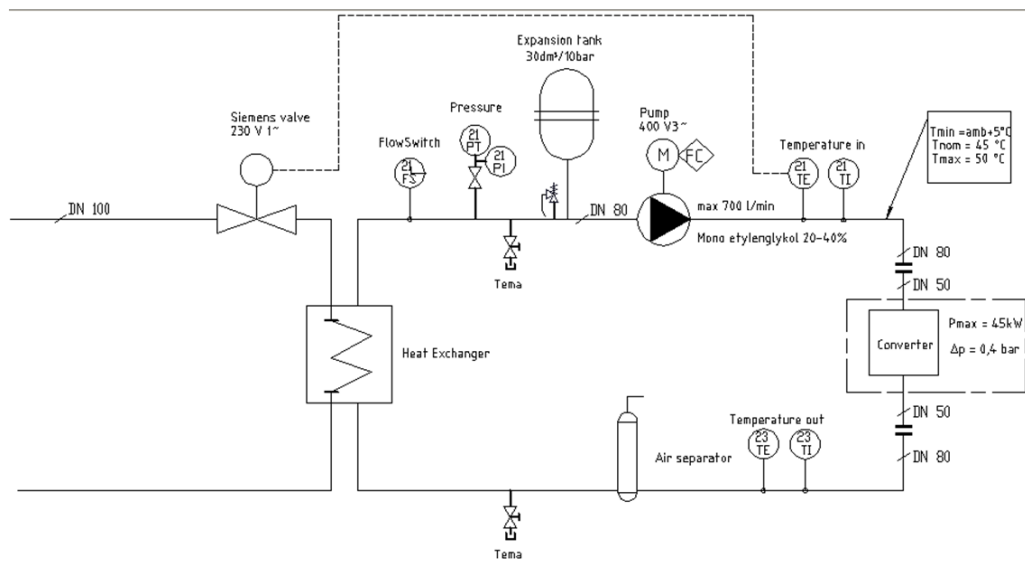 Expansion tank
30dm³/10bar
Siemens valve
230 V 1~
Pressure
FlowSwitch
21
PT
21
PI
21
FS
Pump
400 V3~
M
FC
Temperature in
21
TE
21
TI
Tmin =amb+5°C
Tnom = 45 °C
Tmax = 50 °C
DN 100
DN 80
max 700 l/min
Mono etylenglykol 20-40%
Tema
DN 80
DN 50
Heat Exchanger
Converter
Pmax = 45kW
Δp = 0,4 bar
DN 50
DN 80
Air separator
Temperature out
23
TE
23
TI
Tema